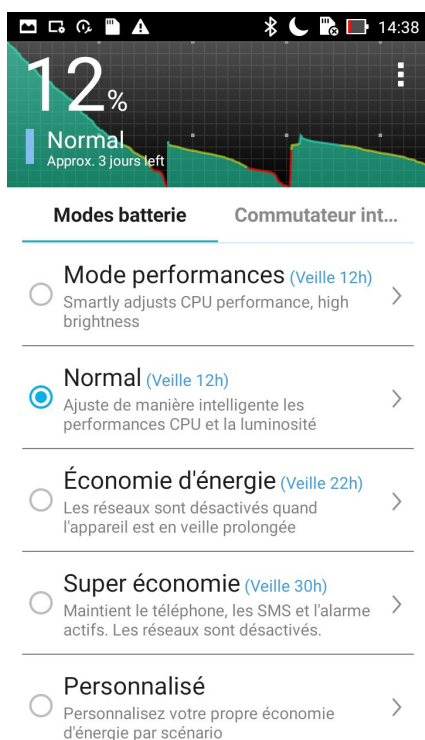 14:38
12%
Normal
Approx. 3 jours left
Modes batterie
Commutateur int...
Mode performances (Veille 12h)
Smartly adjusts CPU performance, high
brightness
Normal (Veille 12h)
Ajuste de manière intelligente les
performances CPU et la luminosité
Économie d'énergie (Veille 22h)
Les réseaux sont désactivés quand
l'appareil est en veille prolongée
Super économie (Veille 30h)
Maintient le téléphone, les SMS et l'alarme
actifs. Les réseaux sont désactivés.
Personnalisé
Personnalisez votre propre économie
d'énergie par scénario